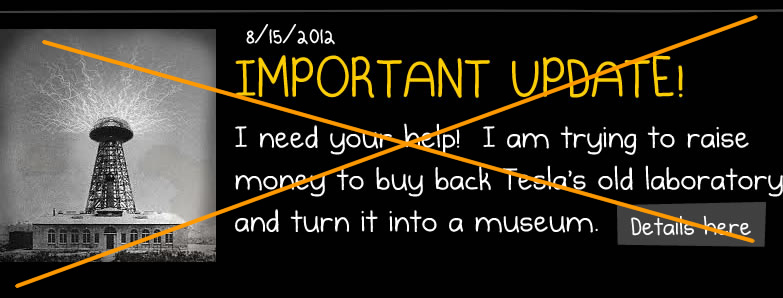 8/15/2012
IMPORTANT UPDATE!
I need your help! I am trying to raise
money to buy back Tesla's old laboratory
and turn it into a museum.
Details here